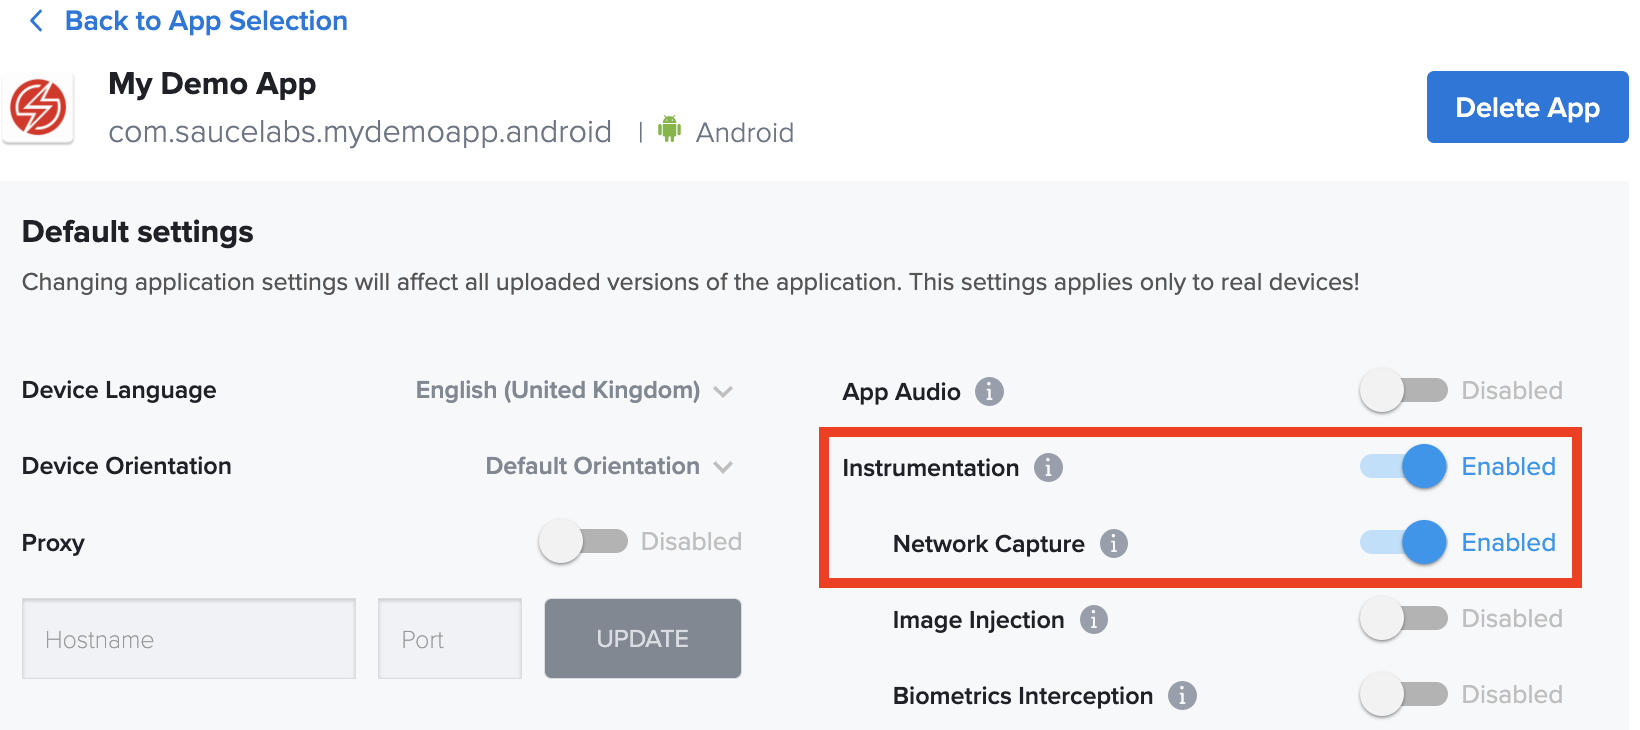 Back to App Selection
My Demo App
com.saucelabs.mydemoapp.android | Android
Delete App
Default settings
Changing application settings will affect all uploaded versions of the application. This settings applies only to real devices!
Device Language English (United Kingdom)
Device Orientation Default Orientation
Proxy Disabled
Hostname Port UPDATE
App Audio i Disabled
Instrumentation i Enabled
Network Capture i Enabled
Image Injection i Disabled
Biometrics Interception i Disabled